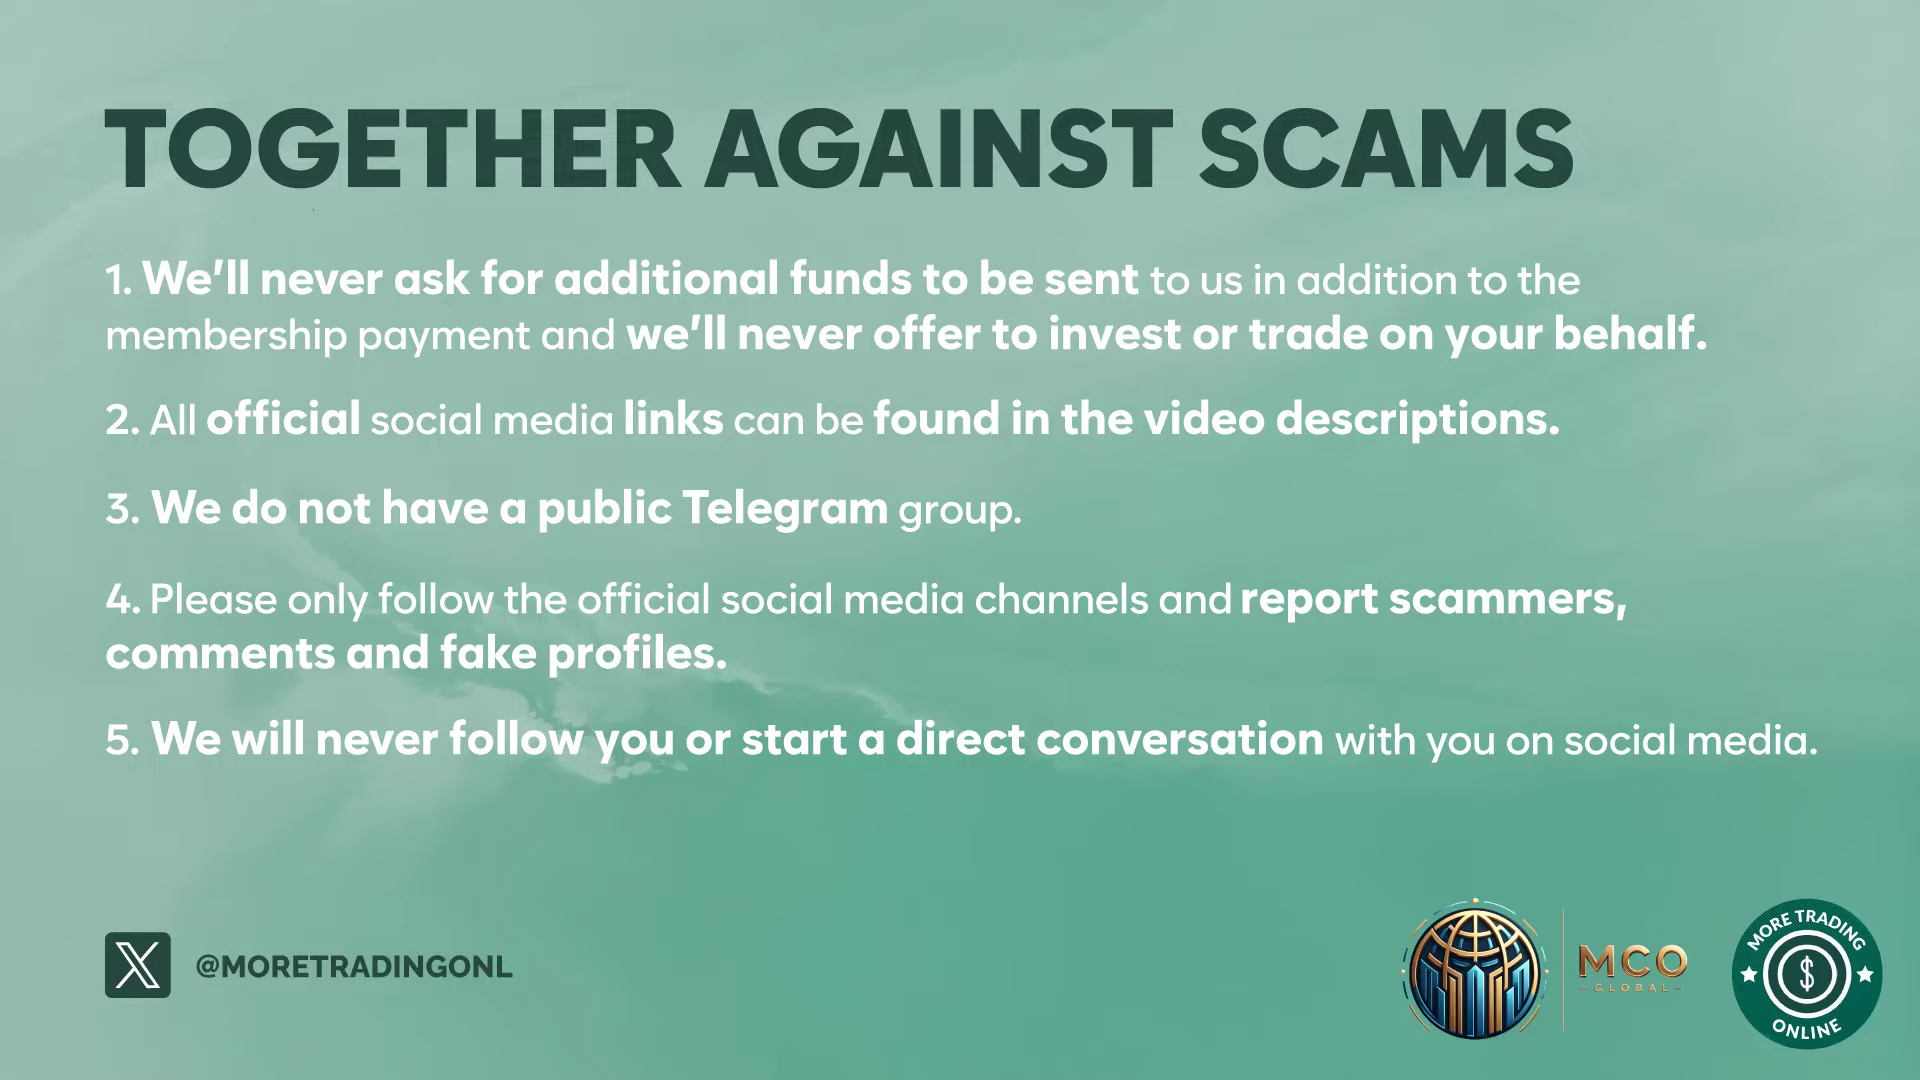 TOGETHER AGAINST SCAMS
1. We'll never ask for additional funds to be sent to us in addition to the
membership payment and we'll never offer to invest or trade on your behalf.
2. All official social media links can be found in the video descriptions.
3. We do not have a public Telegram group.
4. Please only follow the official social media channels and report scammers,
comments and fake profiles.
5. We will never follow you or start a direct conversation with you on social media.
@MORETRADINGONL
MCO
-GLOBAL-
MORE TRADING
$
ONLINE